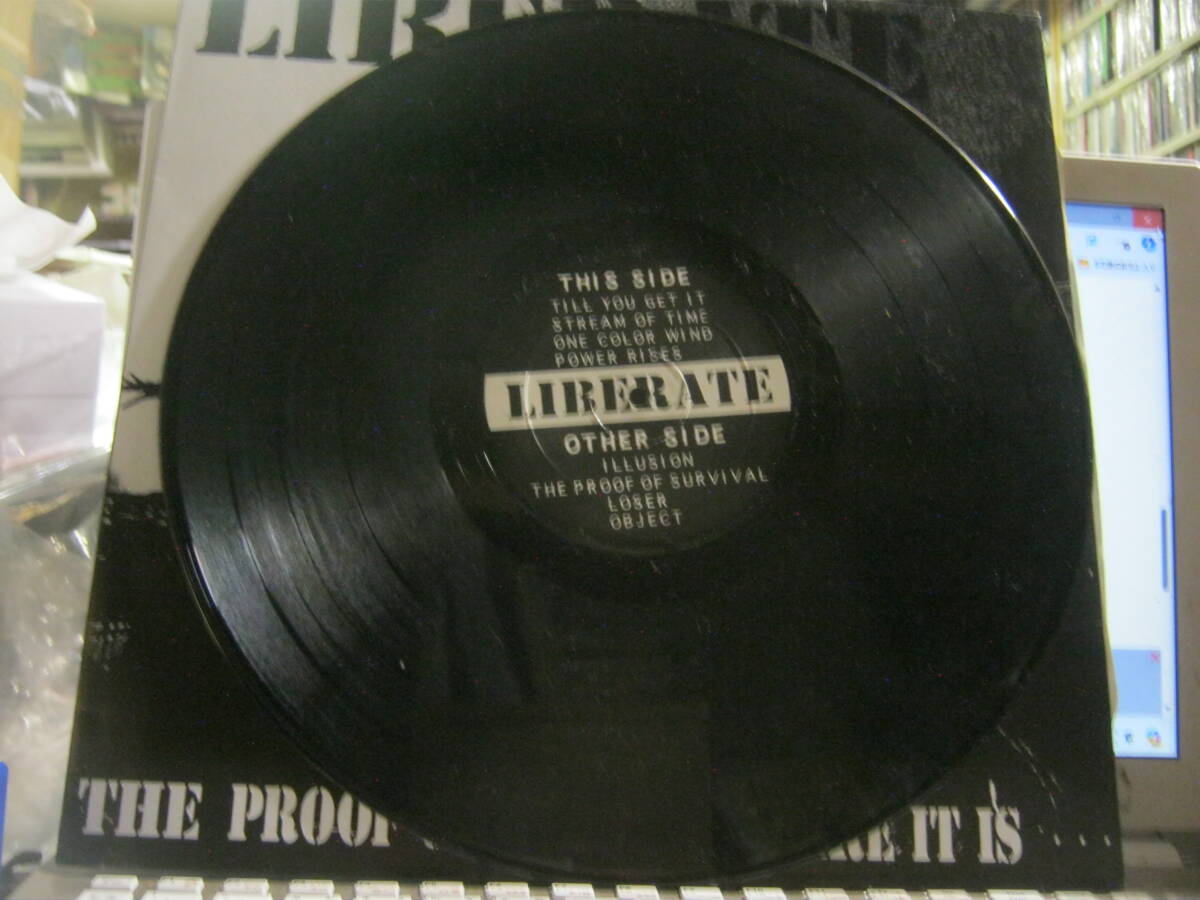 THIS SIDE
TILL YOU GET IT
STREAM OF TIME
ONE COLOR WIND
POWER RISES
LIBERATE
OTHER SIDE
ILLUSION
THE PROOF OF SURVIVAL
LOSER
OBJECT
THE PROOF IT IS ....